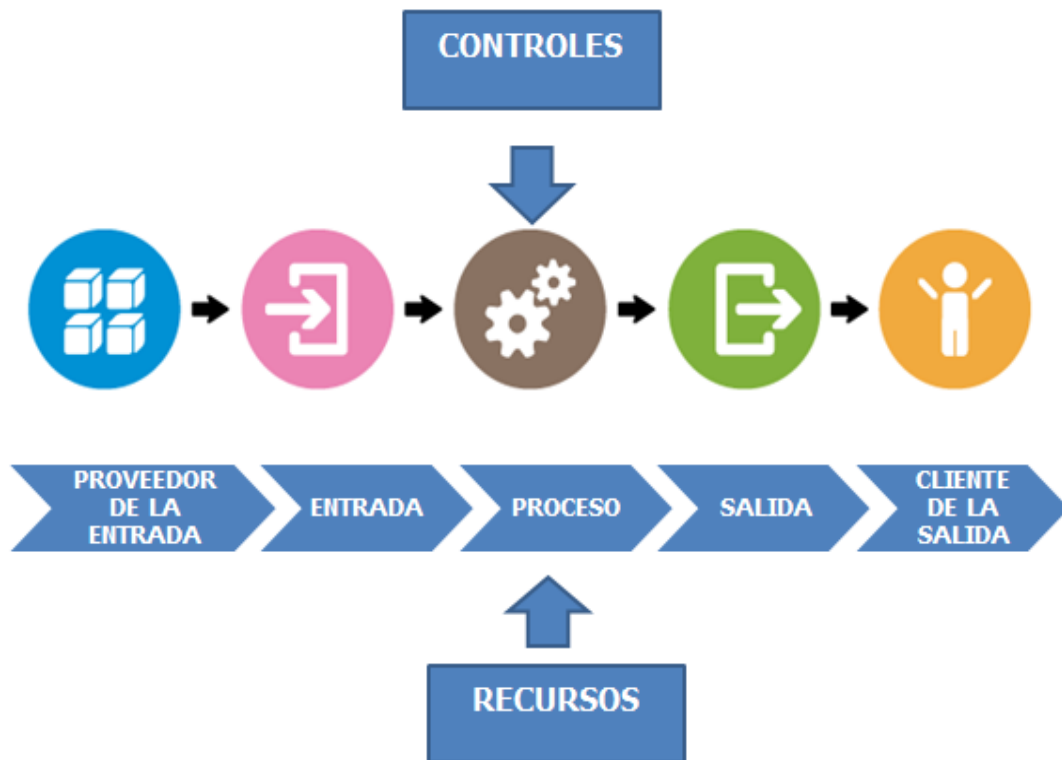 CONTROLES
PROVEEDOR
DE LA
ENTRADA
ENTRADA
PROCESO
SALIDA
CLIENTE
DE LA
SALIDA
RECURSOS